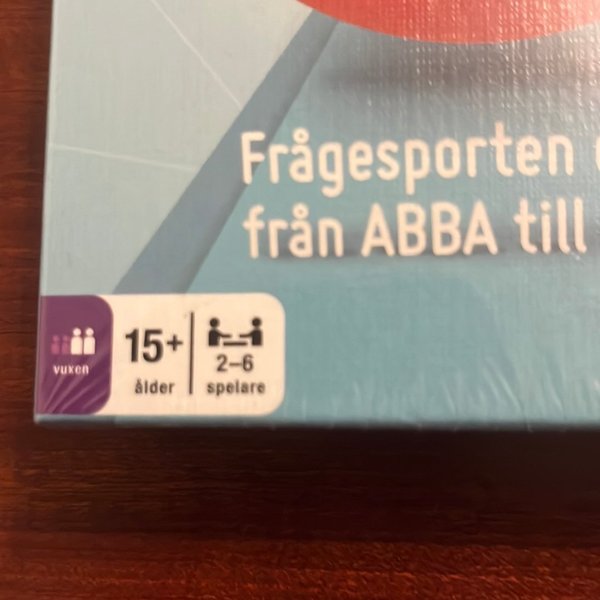 Frågesporten
från ABBA till
vuxen
15+
ålder
2–6
spelare